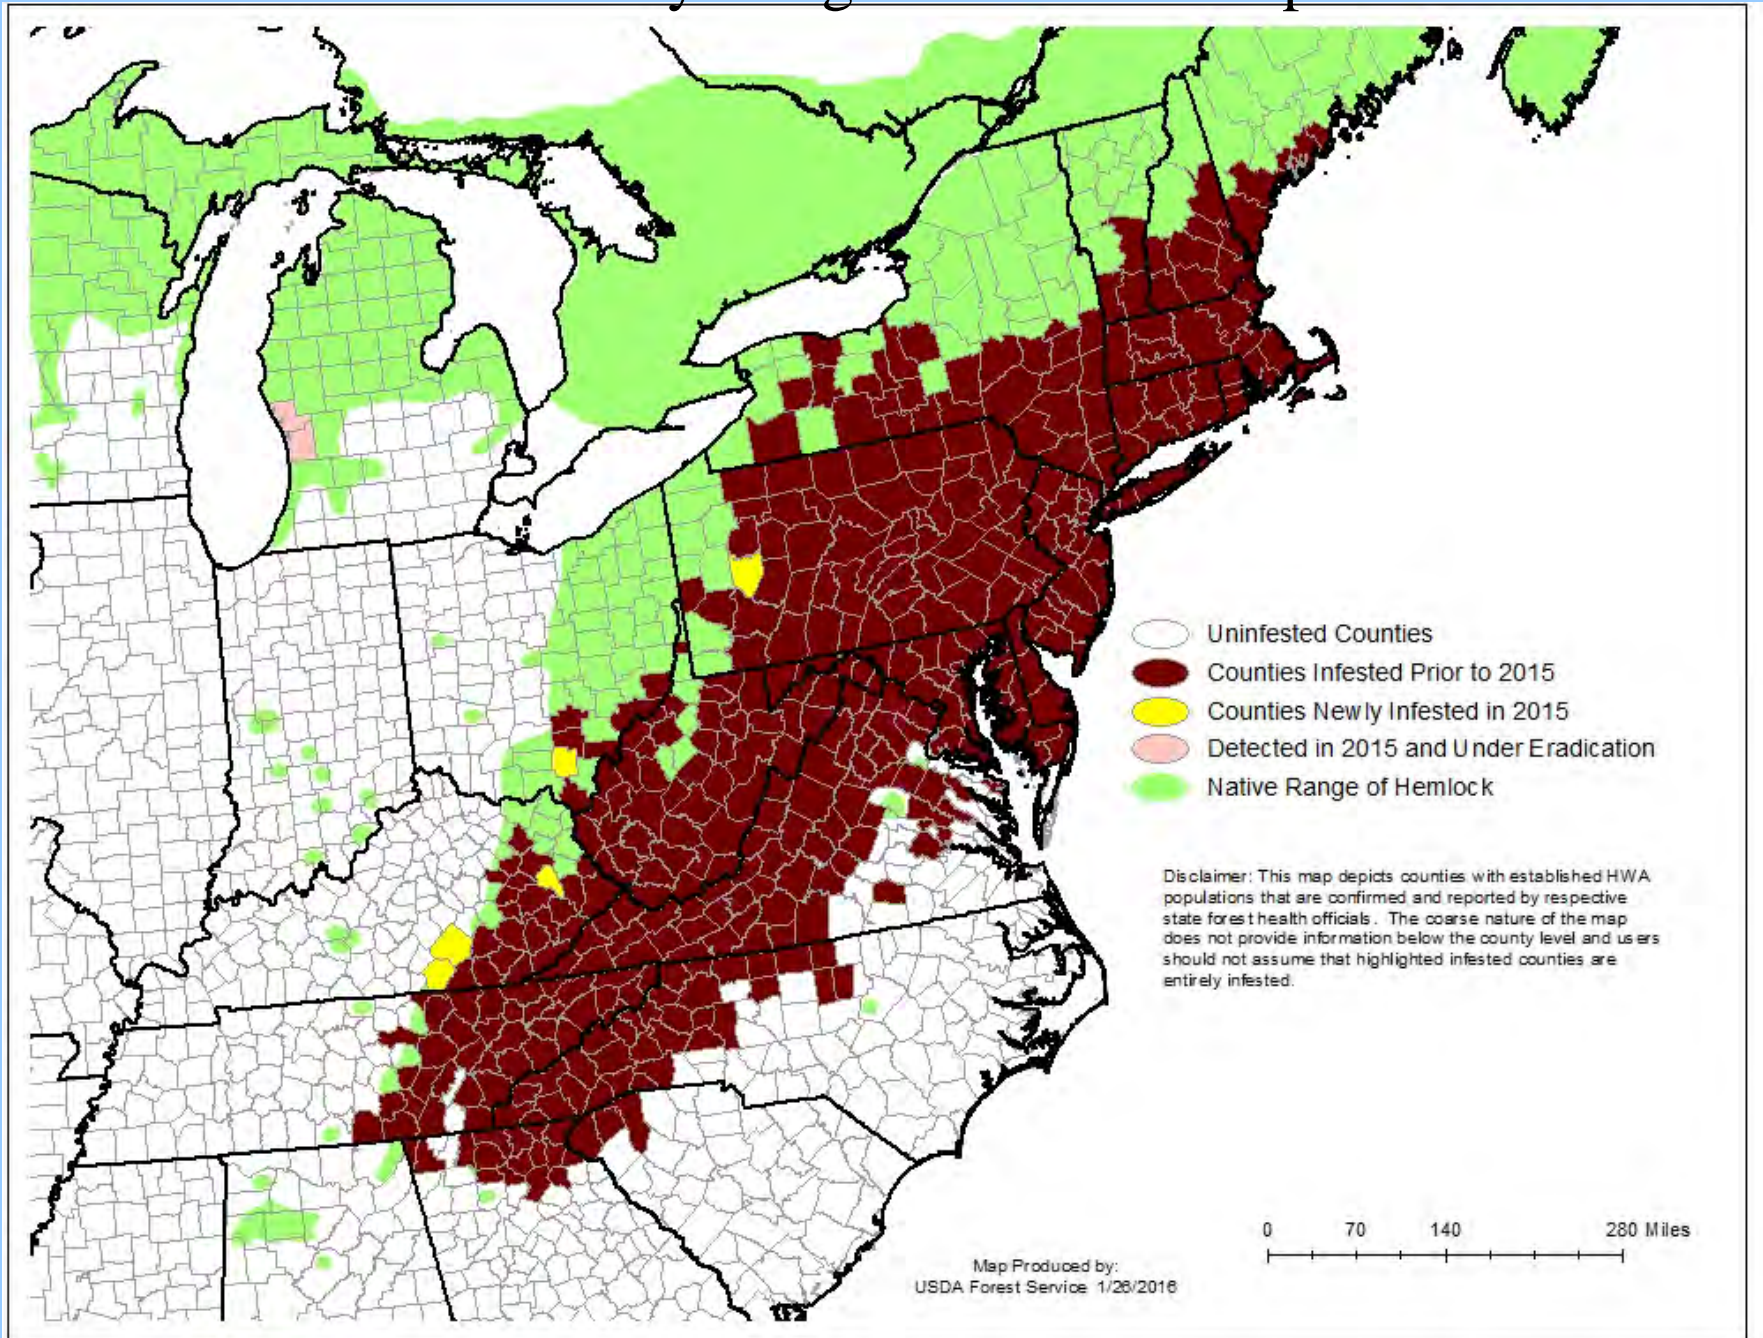 Uninfested Counties
Counties Infested Prior to 2015
Counties Newly Infested in 2015
Detected in 2015 and Under Eradication
Native Range of Hemlock
Disclaimer: This map depicts counties with established HWA
populations that are confirmed and reported by respective
state forest health officials. The coarse nature of the map
does not provide information below the county level and users
should not assume that highlighted infested counties are
entirely infested.
0 70 140 280 Miles
Map Produced by:
USDA Forest Service 1/26/2016